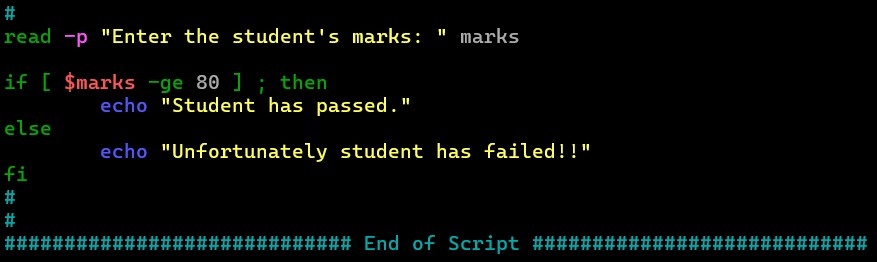 #
read -p "Enter the student's marks: " marks

if [ $marks -ge 80 ] ; then
        echo "Student has passed."
else
        echo "Unfortunately student has failed!!"
fi
#
#
############################# End of Script ############################